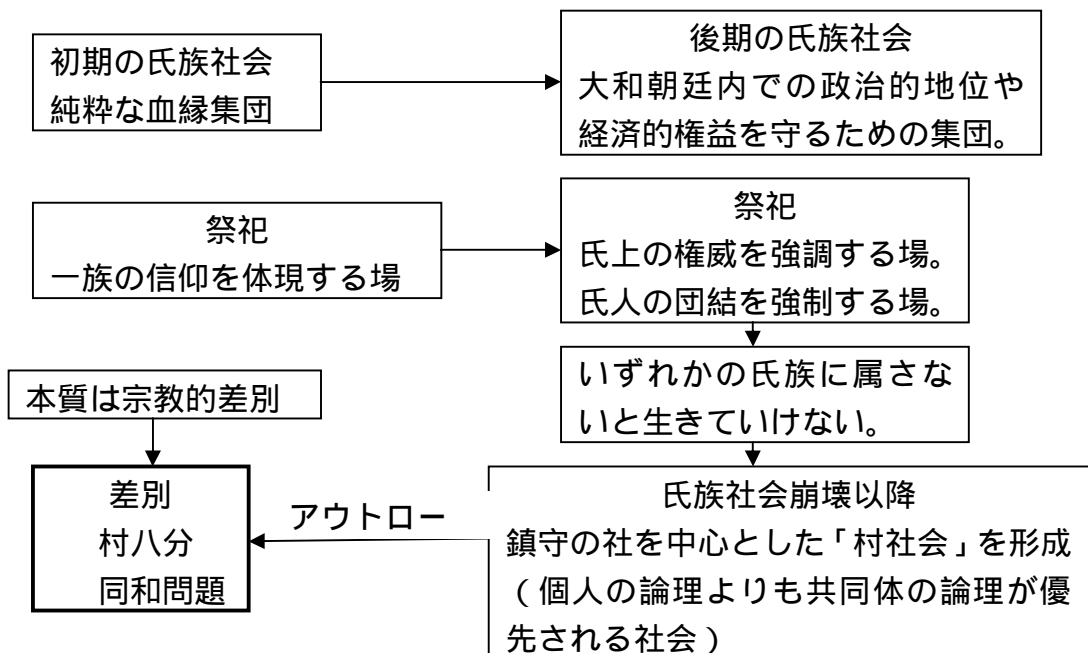 初期の氏族社会
純粋な血縁集団
後期の氏族社会
大和朝廷内での政治的地位や
経済的権益を守るための集団。
祭祀
一族の信仰を体現する場
祭祀
氏上の権威を強調する場。
氏人の団結を強制する場。
いずれかの氏族に属さな
いと生きていけない。
本質は宗教的差別
差別
村八分
同和問題
アウトロー
氏族社会崩壊以降
鎮守の社を中心とした「村社会」を形成
（個人の論理よりも共同体の論理が優
先される社会）